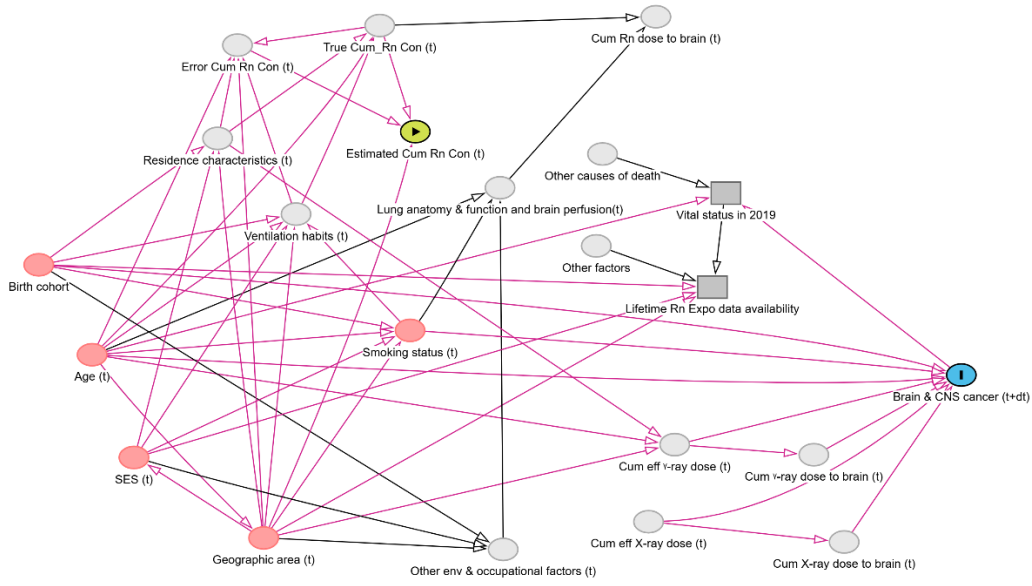 Cum Rn dose to brain (t)
True Cum_Rn Con (t)
Error Cum Rn Con (t)
Estimated Cum Rn Con (t)
Residence characteristics (t)
Other causes of death
Lung anatomy & function and brain perfusion(t)
Vital status in 2019
Ventilation habits (t)
Other factors
Birth cohort
Lifetime Rn Expo data availability
Smoking status (t)
Age (t)
Brain & CNS cancer (t+dt)
Cum eff γ-ray dose (t)
Cum γ-ray dose to brain (t)
SES (t)
Cum eff X-ray dose (t)
Cum X-ray dose to brain (t)
Geographic area (t)
Other env & occupational factors (t)